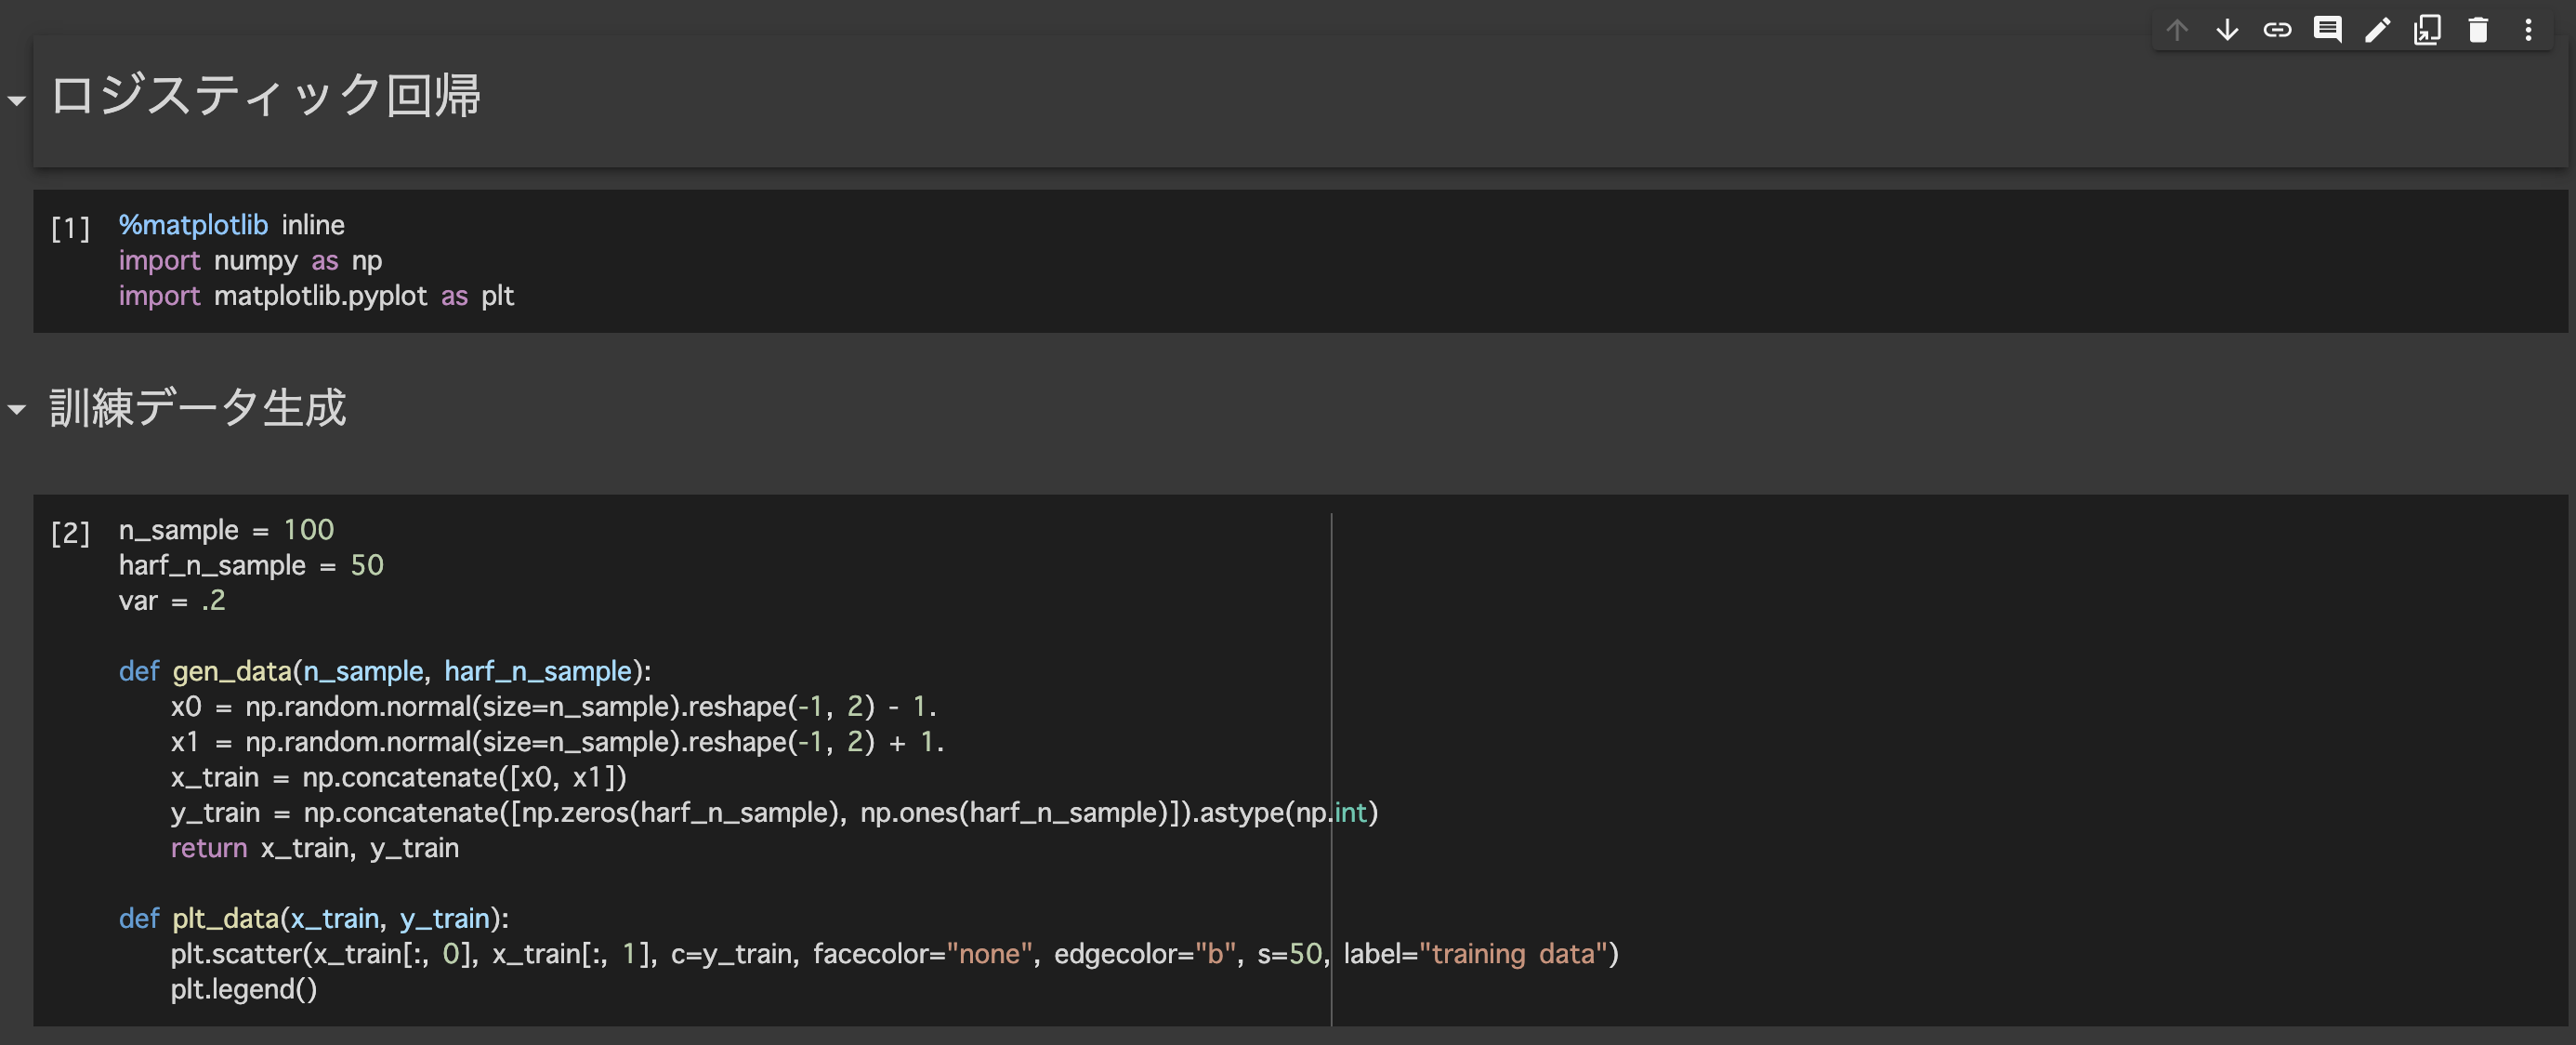 ロジスティック回帰
[1] %matplotlib inline
import numpy as np
import matplotlib.pyplot as plt
訓練データ生成
[2] n_sample = 100
harf_n_sample = 50
var = .2
def gen_data(n_sample, harf_n_sample):
    x0 = np.random.normal(size=n_sample).reshape(-1, 2) - 1.
    x1 = np.random.normal(size=n_sample).reshape(-1, 2) + 1.
    x_train = np.concatenate([x0, x1])
    y_train = np.concatenate([np.zeros(harf_n_sample), np.ones(harf_n_sample)]).astype(np.int)
    return x_train, y_train
def plt_data(x_train, y_train):
    plt.scatter(x_train[:, 0], x_train[:, 1], c=y_train, facecolor="none", edgecolor="b", s=50, label="training data")
    plt.legend()